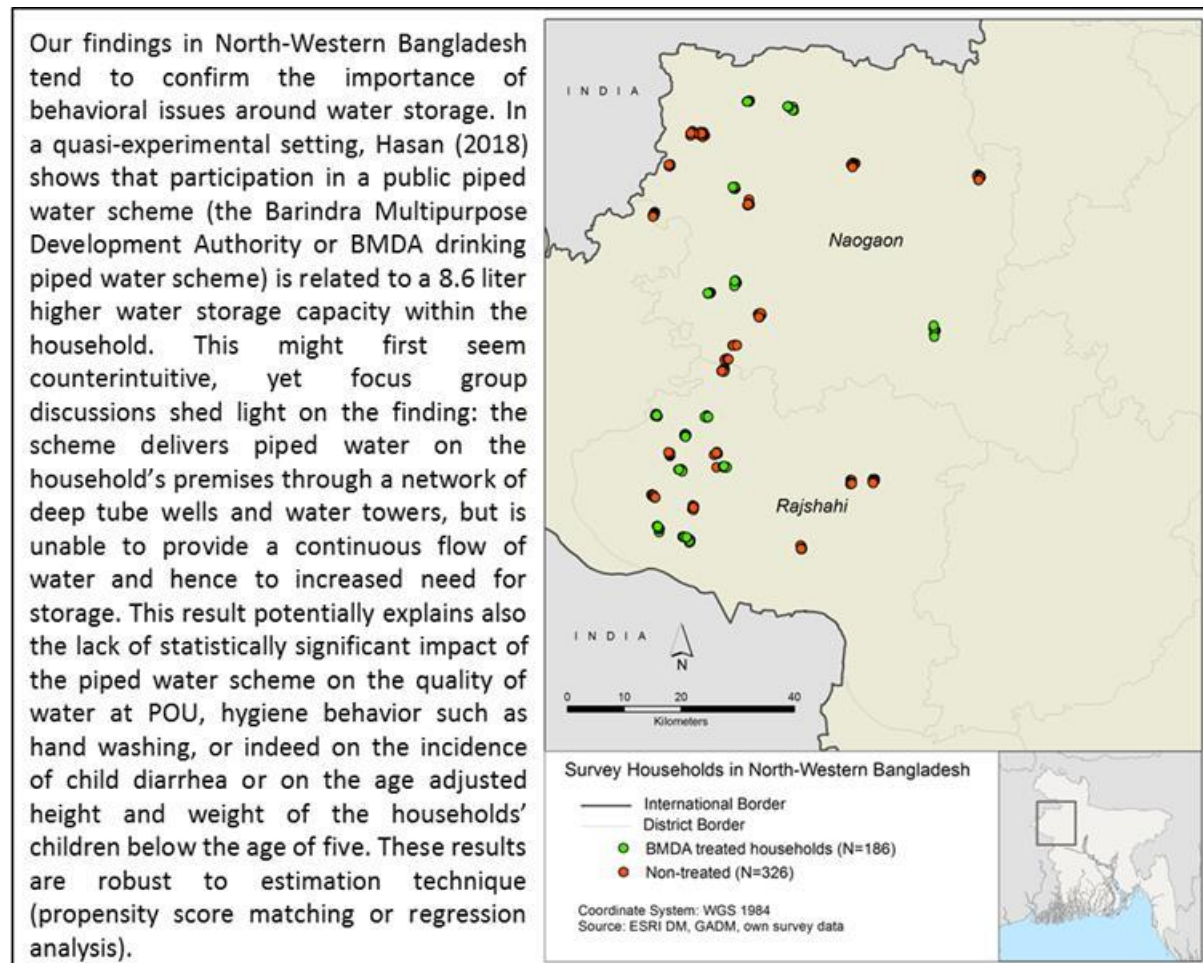 Our findings in North-Western Bangladesh
tend to confirm the importance of
behavioral issues around water storage. In
a quasi-experimental setting, Hasan (2018)
shows that participation in a public piped
water scheme (the Barindra Multipurpose
Development Authority or BMDA drinking
piped water scheme) is related to a 8.6 liter
higher water storage capacity within the
household. This might first seem
counterintuitive, yet focus group
discussions shed light on the finding: the
scheme delivers piped water on the
household's premises through a network of
deep tube wells and water towers, but is
unable to provide a continuous flow of
water and hence to increased need for
storage. This result potentially explains also
the lack of statistically significant impact of
the piped water scheme on the quality of
water at POU, hygiene behavior such as
hand washing, or indeed on the incidence
of child diarrhea or on the age adjusted
height and weight of the households'
children below the age of five. These results
are robust to estimation technique
(propensity score matching or regression
analysis).
INDIA
Naogaon
Rajshahi
INDIA
N
0 10 20 40
Kilometers
Survey Households in North-Western Bangladesh
International Border
District Border
BMDA treated households (N=186)
Non-treated (N=326)
Coordinate System: WGS 1984
Source: ESRI DM, GADM, own survey data